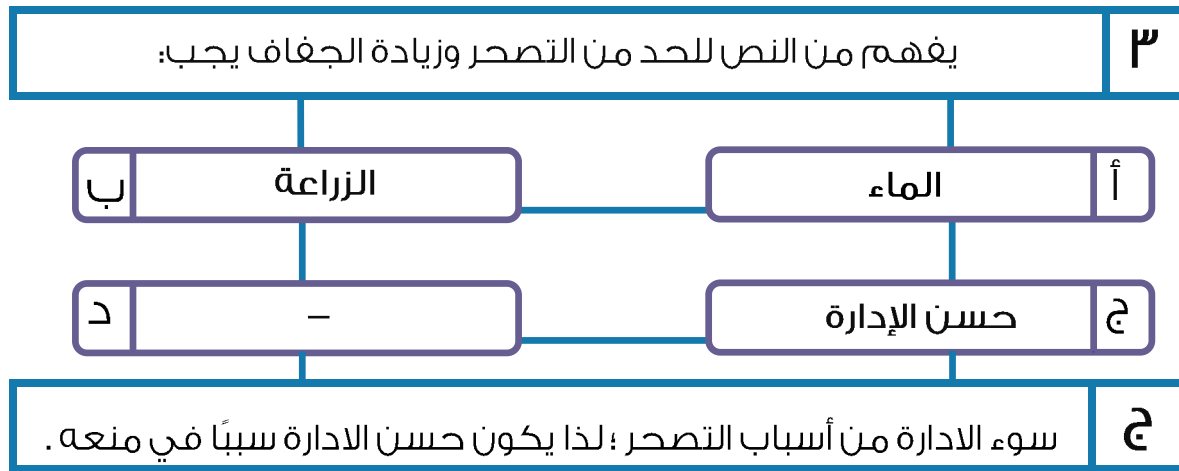 ٣ يفهم من النص للحد من التصحر وزيادة الجفاف يجب:
أ الماء
ب الزراعة
ج حسن الإدارة
د –
ج سوء الادارة من أسباب التصحر ؛ لذا يكون حسن الادارة سببًا في منعه .